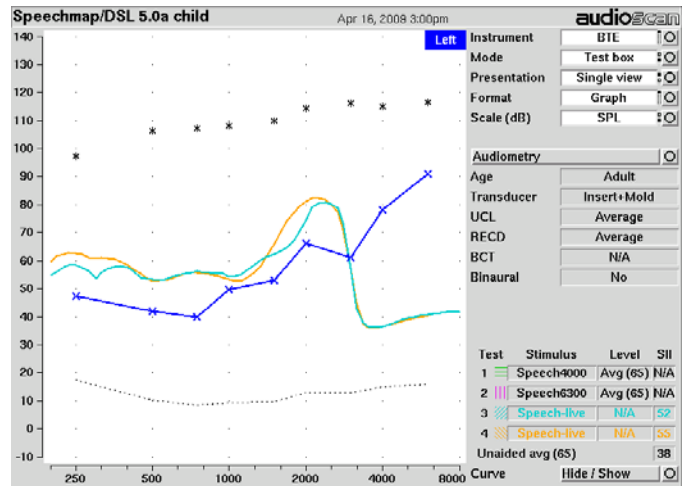 Speechmap/DSL 5.0a child
Apr 16, 2008 3:00pm
audioscan
Left
140
130
120
110
100
90
80
70
60
50
40
30
20
10
0
-10
250
500
1000
2000
4000
8000
Instrument BTE
Mode Test box
Presentation Single view
Format Graph
Scale (dB) SPL
Audiometry
Age Adult
Transducer Insert+Mold
UCL Average
RECD Average
BCT N/A
Binaural No
Test Stimulus Level SII
1 Speech4000 Avg (65) N/A
2 Speech6300 Avg (65) N/A
3 Speech-live N/A 52
4 Speech-live N/A 55
Unaided avg (65) 38
Curve Hide / Show